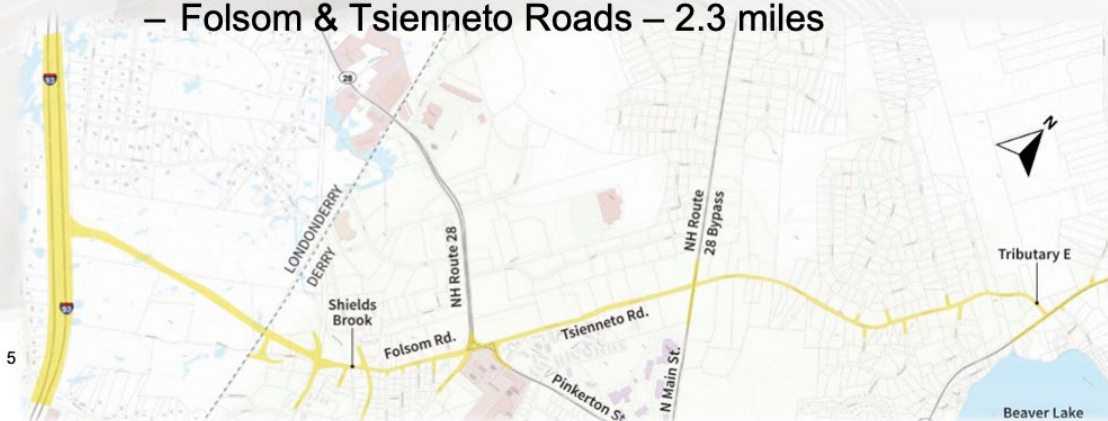 – Folsom & Tsienneto Roads – 2.3 miles
93
28
N
LONDONDERRY
DERRY
NH Route 28
NH Route
28 Bypass
Tributary E
Shields
Brook
93
Folsom Rd.
Tsienneto Rd.
5
Pinkerton St
N Main St.
Beaver Lake